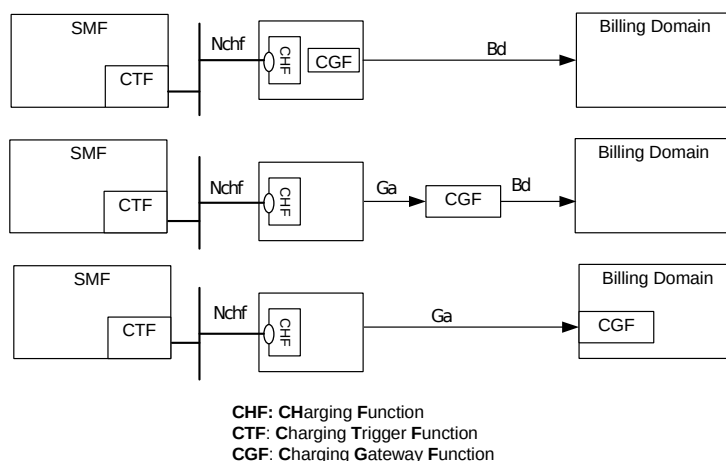 SMF
CTF
Nchf
CHF
CGF
Bd
Billing Domain
SMF
CTF
Nchf
CHF
Ga
CGF
Bd
Billing Domain
SMF
CTF
Nchf
CHF
Ga
Billing Domain
CGF
CHF: CHarging Function
CTF: Charging Trigger Function
CGF: Charging Gateway Function